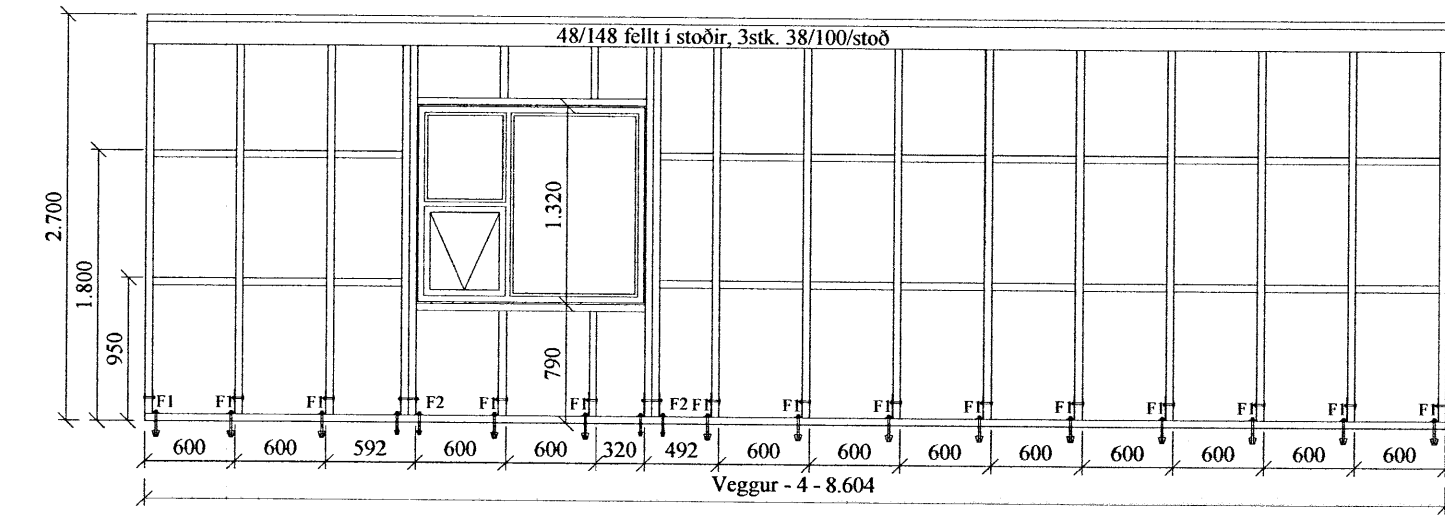 48/148 fellt í stoðir, 3stk. 38/100/stoð
2.700
1.800
950
1.320
790
F1 F1 F1 F2 F1 F1 F2 F1 F1 F1 F1 F1 F1 F1 F1 F1
600 600 592 600 600 320 492 600 600 600 600 600 600 600 600
Veggur - 4 - 8.604